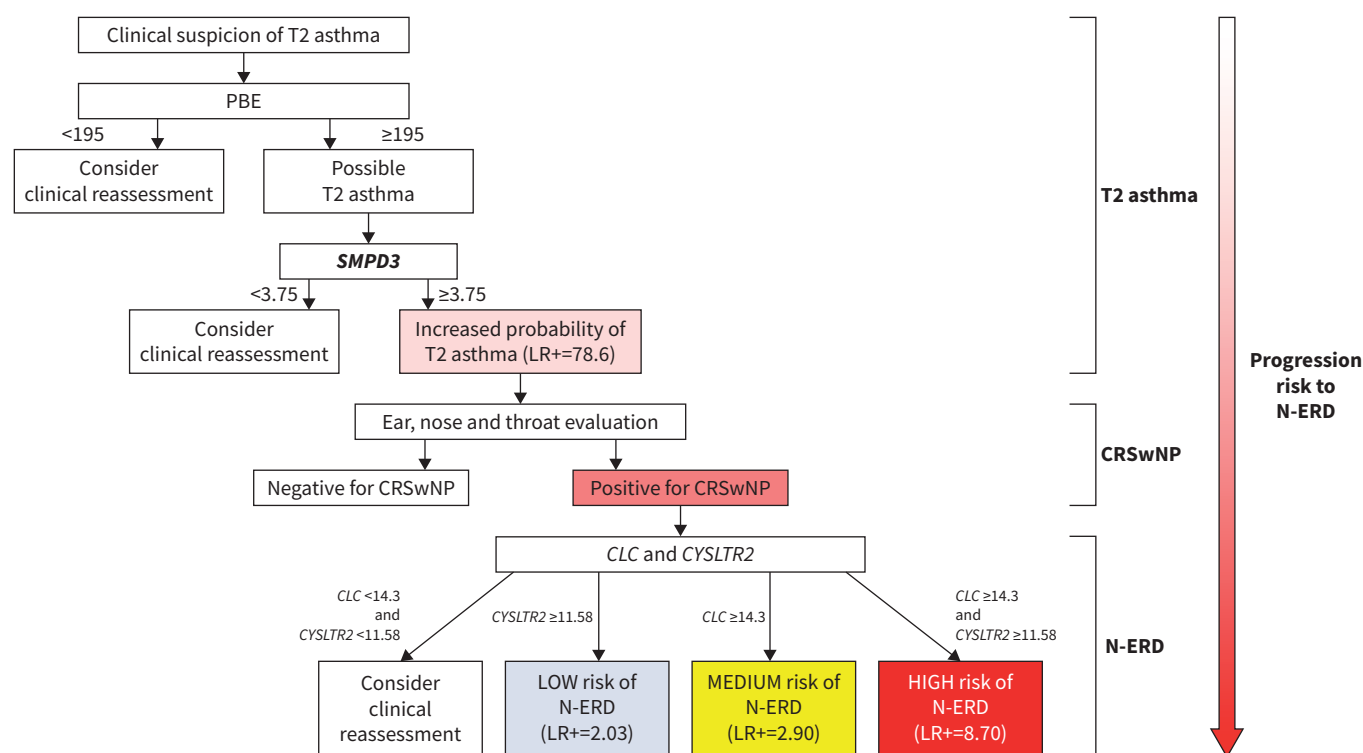 Clinical suspicion of T2 asthma
PBE
<195
≥195
Consider
clinical reassessment
Possible
T2 asthma
SMPD3
<3.75
≥3.75
Consider
clinical reassessment
Increased probability of
T2 asthma (LR+=78.6)
T2 asthma
Ear, nose and throat evaluation
Negative for CRSwNP
Positive for CRSwNP
CRSwNP
CLC and CYSLTR2
CLC <14.3
and
CYSLTR2 <11.58
CYSLTR2 ≥11.58
CLC ≥14.3
CLC ≥14.3
and
CYSLTR2 ≥11.58
Consider
clinical
reassessment
LOW risk of
N-ERD
(LR+=2.03)
MEDIUM risk of
N-ERD
(LR+=2.90)
HIGH risk of
N-ERD
(LR+=8.70)
N-ERD
Progression
risk to
N-ERD